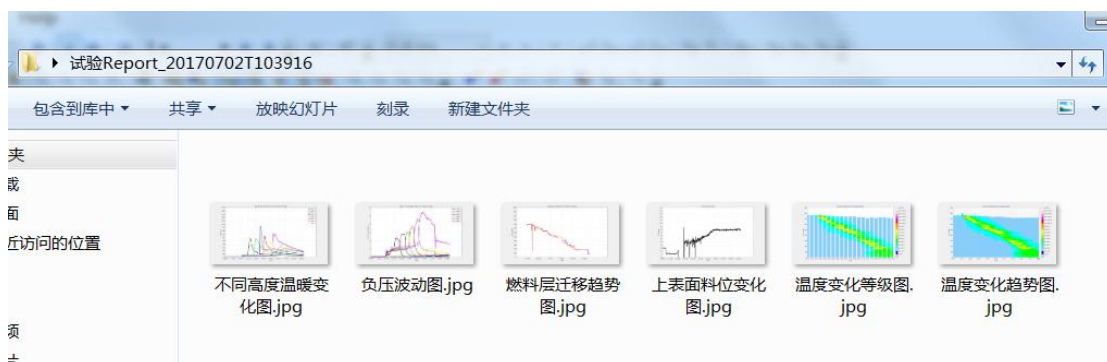 Help
试验Report_20170702T103916
包含到库中
共享
放映幻灯片
刻录
新建文件夹
夹
载
面
近访问的位置
频
不同高度温暖变
化图.jpg
负压波动图.jpg
燃料层迁移趋势
图.jpg
上表面料位变化
图.jpg
温度变化等级图.
jpg
温度变化趋势图.
jpg